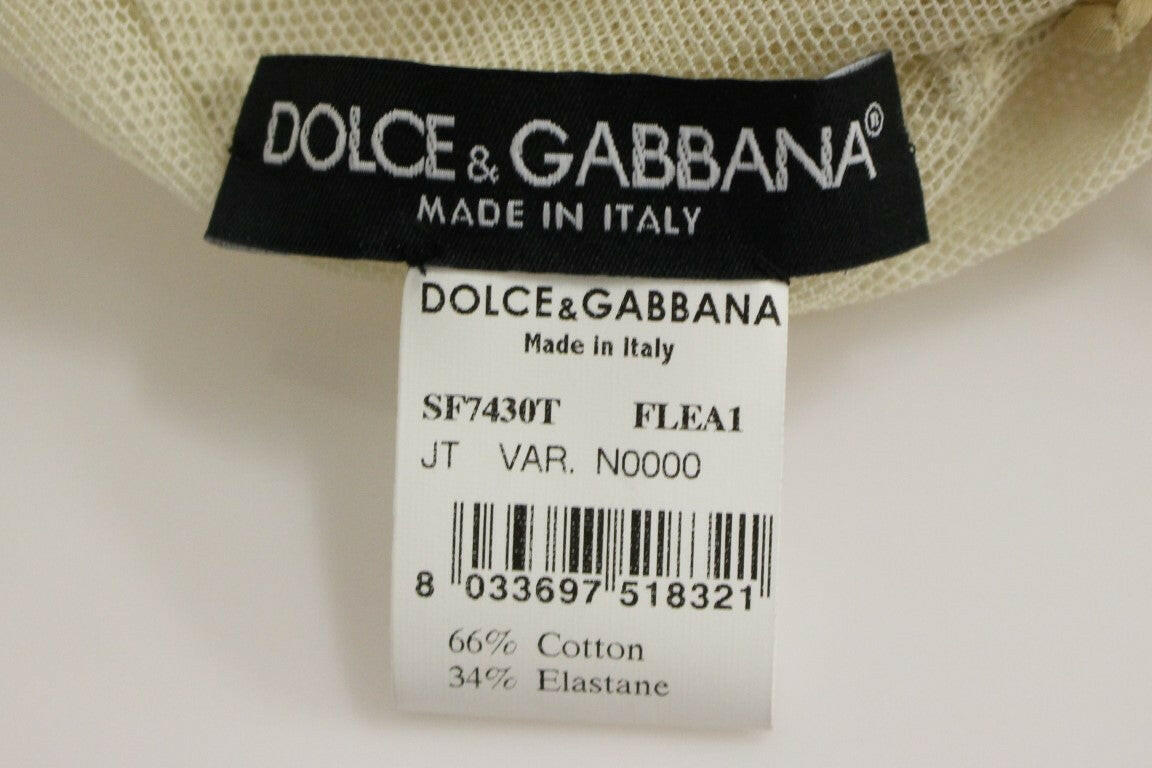 DOLCE & GABBANA®
MADE IN ITALY
DOLCE&GABBANA
Made in Italy
SF7430T FLEA1
JT VAR. N0000
8 033697 518321
66% Cotton
34% Elastane